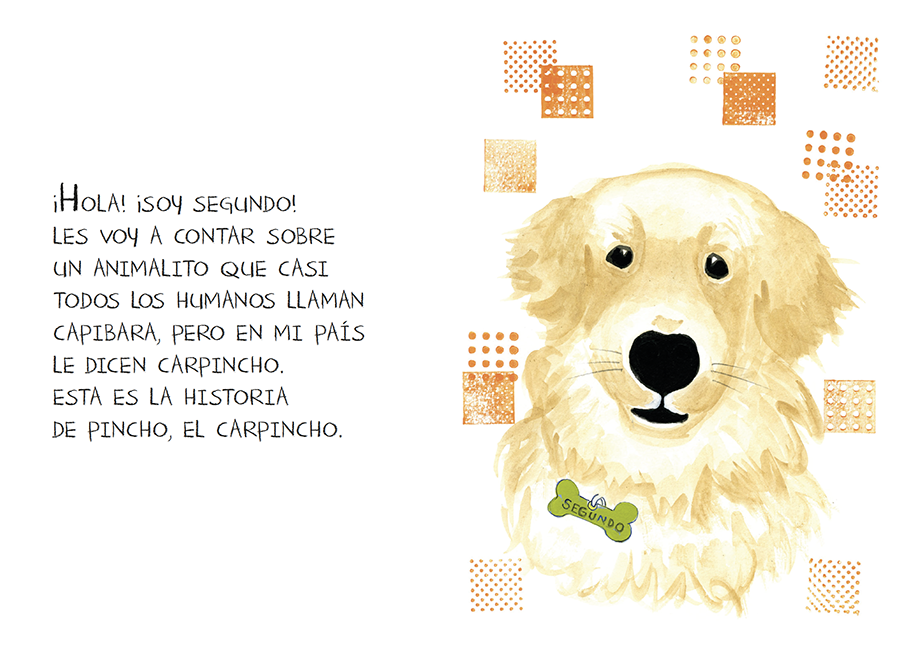 ¡HOLA! ¡SOY SEGUNDO!
LES VOY A CONTAR SOBRE
UN ANIMALITO QUE CASI
TODOS LOS HUMANOS LLAMAN
CAPIBARA, PERO EN MI PAÍS
LE DICEN CARPINCHO.
ESTA ES LA HISTORIA
DE PINCHO, EL CARPINCHO.
SEGUNDO